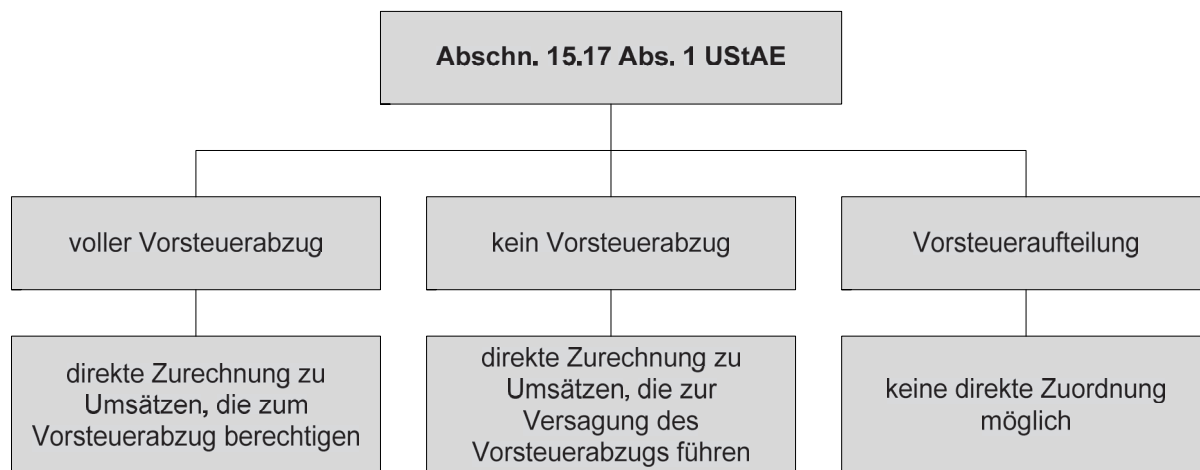 Abschn. 15.17 Abs. 1 UStAE
voller Vorsteuerabzug
kein Vorsteuerabzug
Vorsteueraufteilung
direkte Zurechnung zu
Umsätzen, die zum
Vorsteuerabzug berechtigen
direkte Zurechnung zu
Umsätzen, die zur
Versagung des
Vorsteuerabzugs führen
keine direkte Zuordnung
möglich